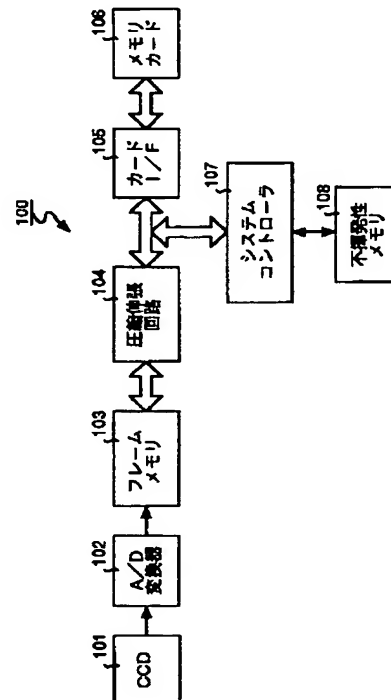 100
101
CCD
102
A/D
変換器
103
フレーム
メモリ
104
圧縮伸張
回路
105
カード
I/F
106
メモリ
カード
107
システム
コントローラ
108
不揮発性
メモリ